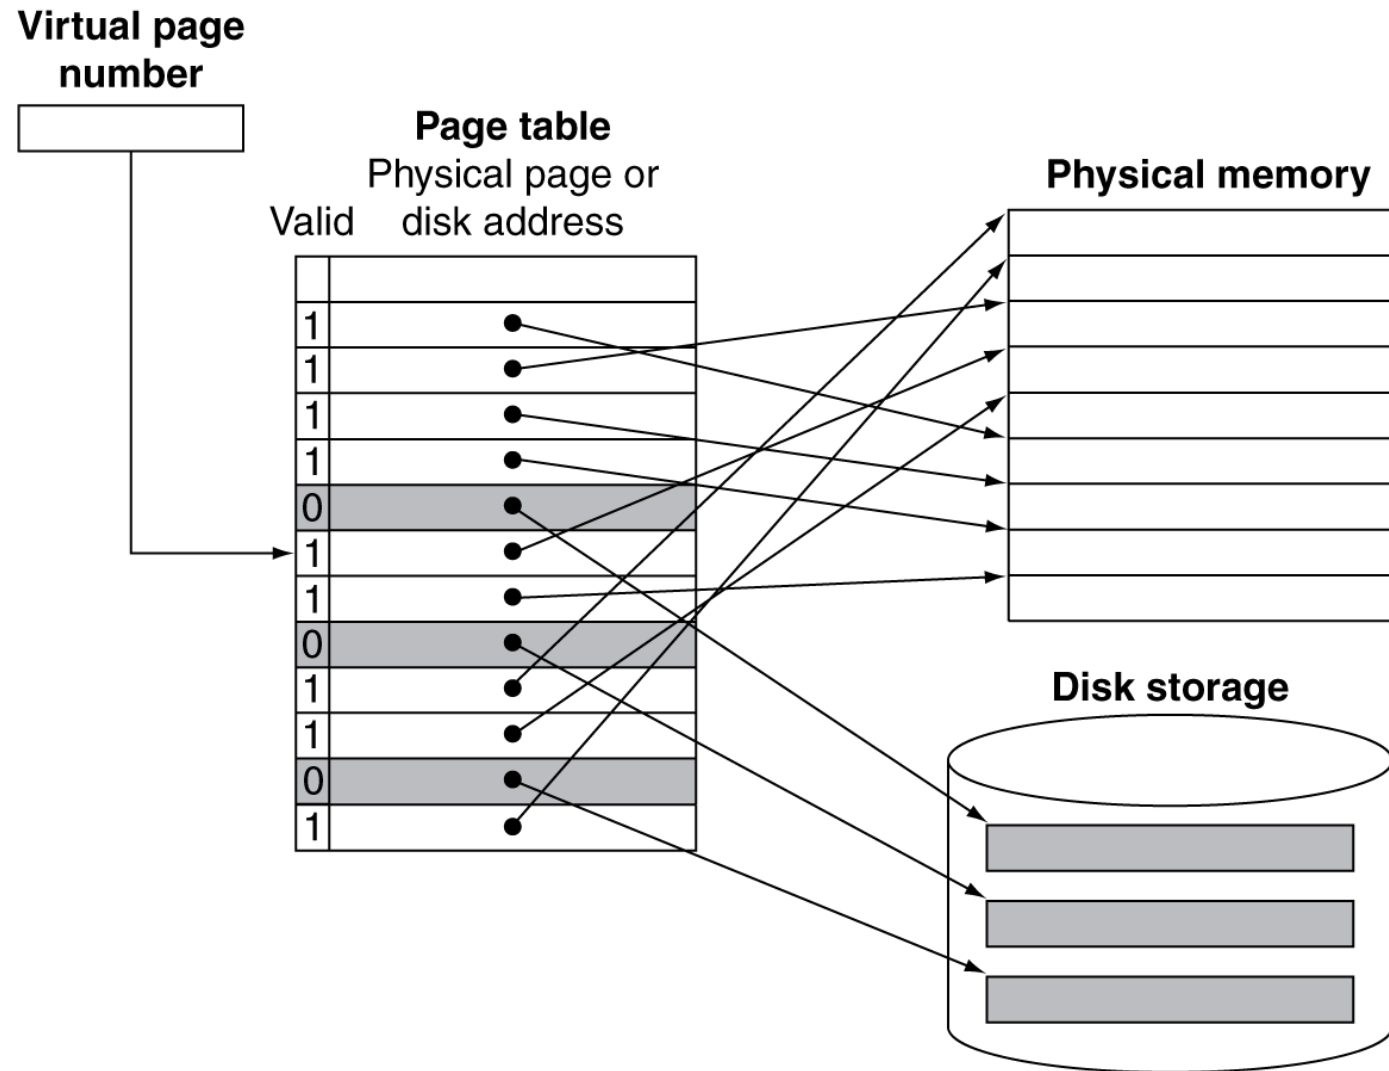 Virtual page
number
Page table
Physical page or
Valid disk address
Physical memory
1
1
1
1
0
1
1
0
1
1
0
1
Disk storage